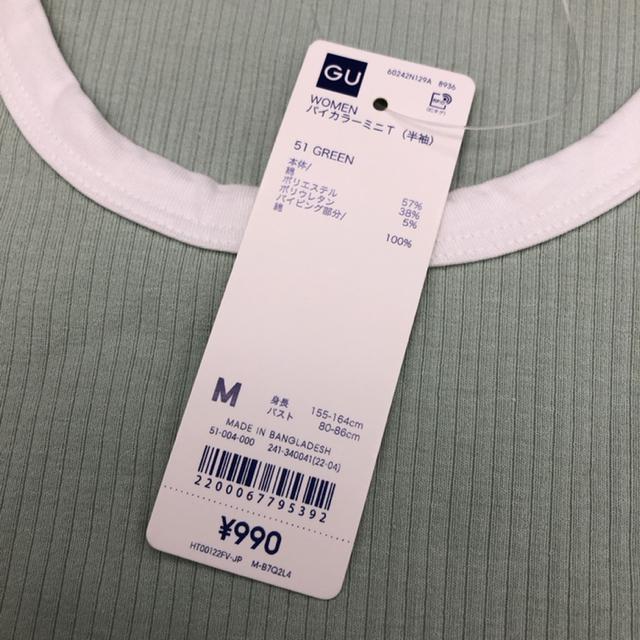 GU
60242N129A 8936
WOMEN
バイカラーミニT(半袖)
51 GREEN
本体/
綿 57%
ポリエステル 38%
ポリウレタン 5%
パイピング部分/
綿 100%
M
身長 155-164cm
バスト 80-86cm
MADE IN BANGLADESH
51-004-000 241-340041(22-04)
2200067795392
¥990
HT00122FV-JP M-B7Q2L4